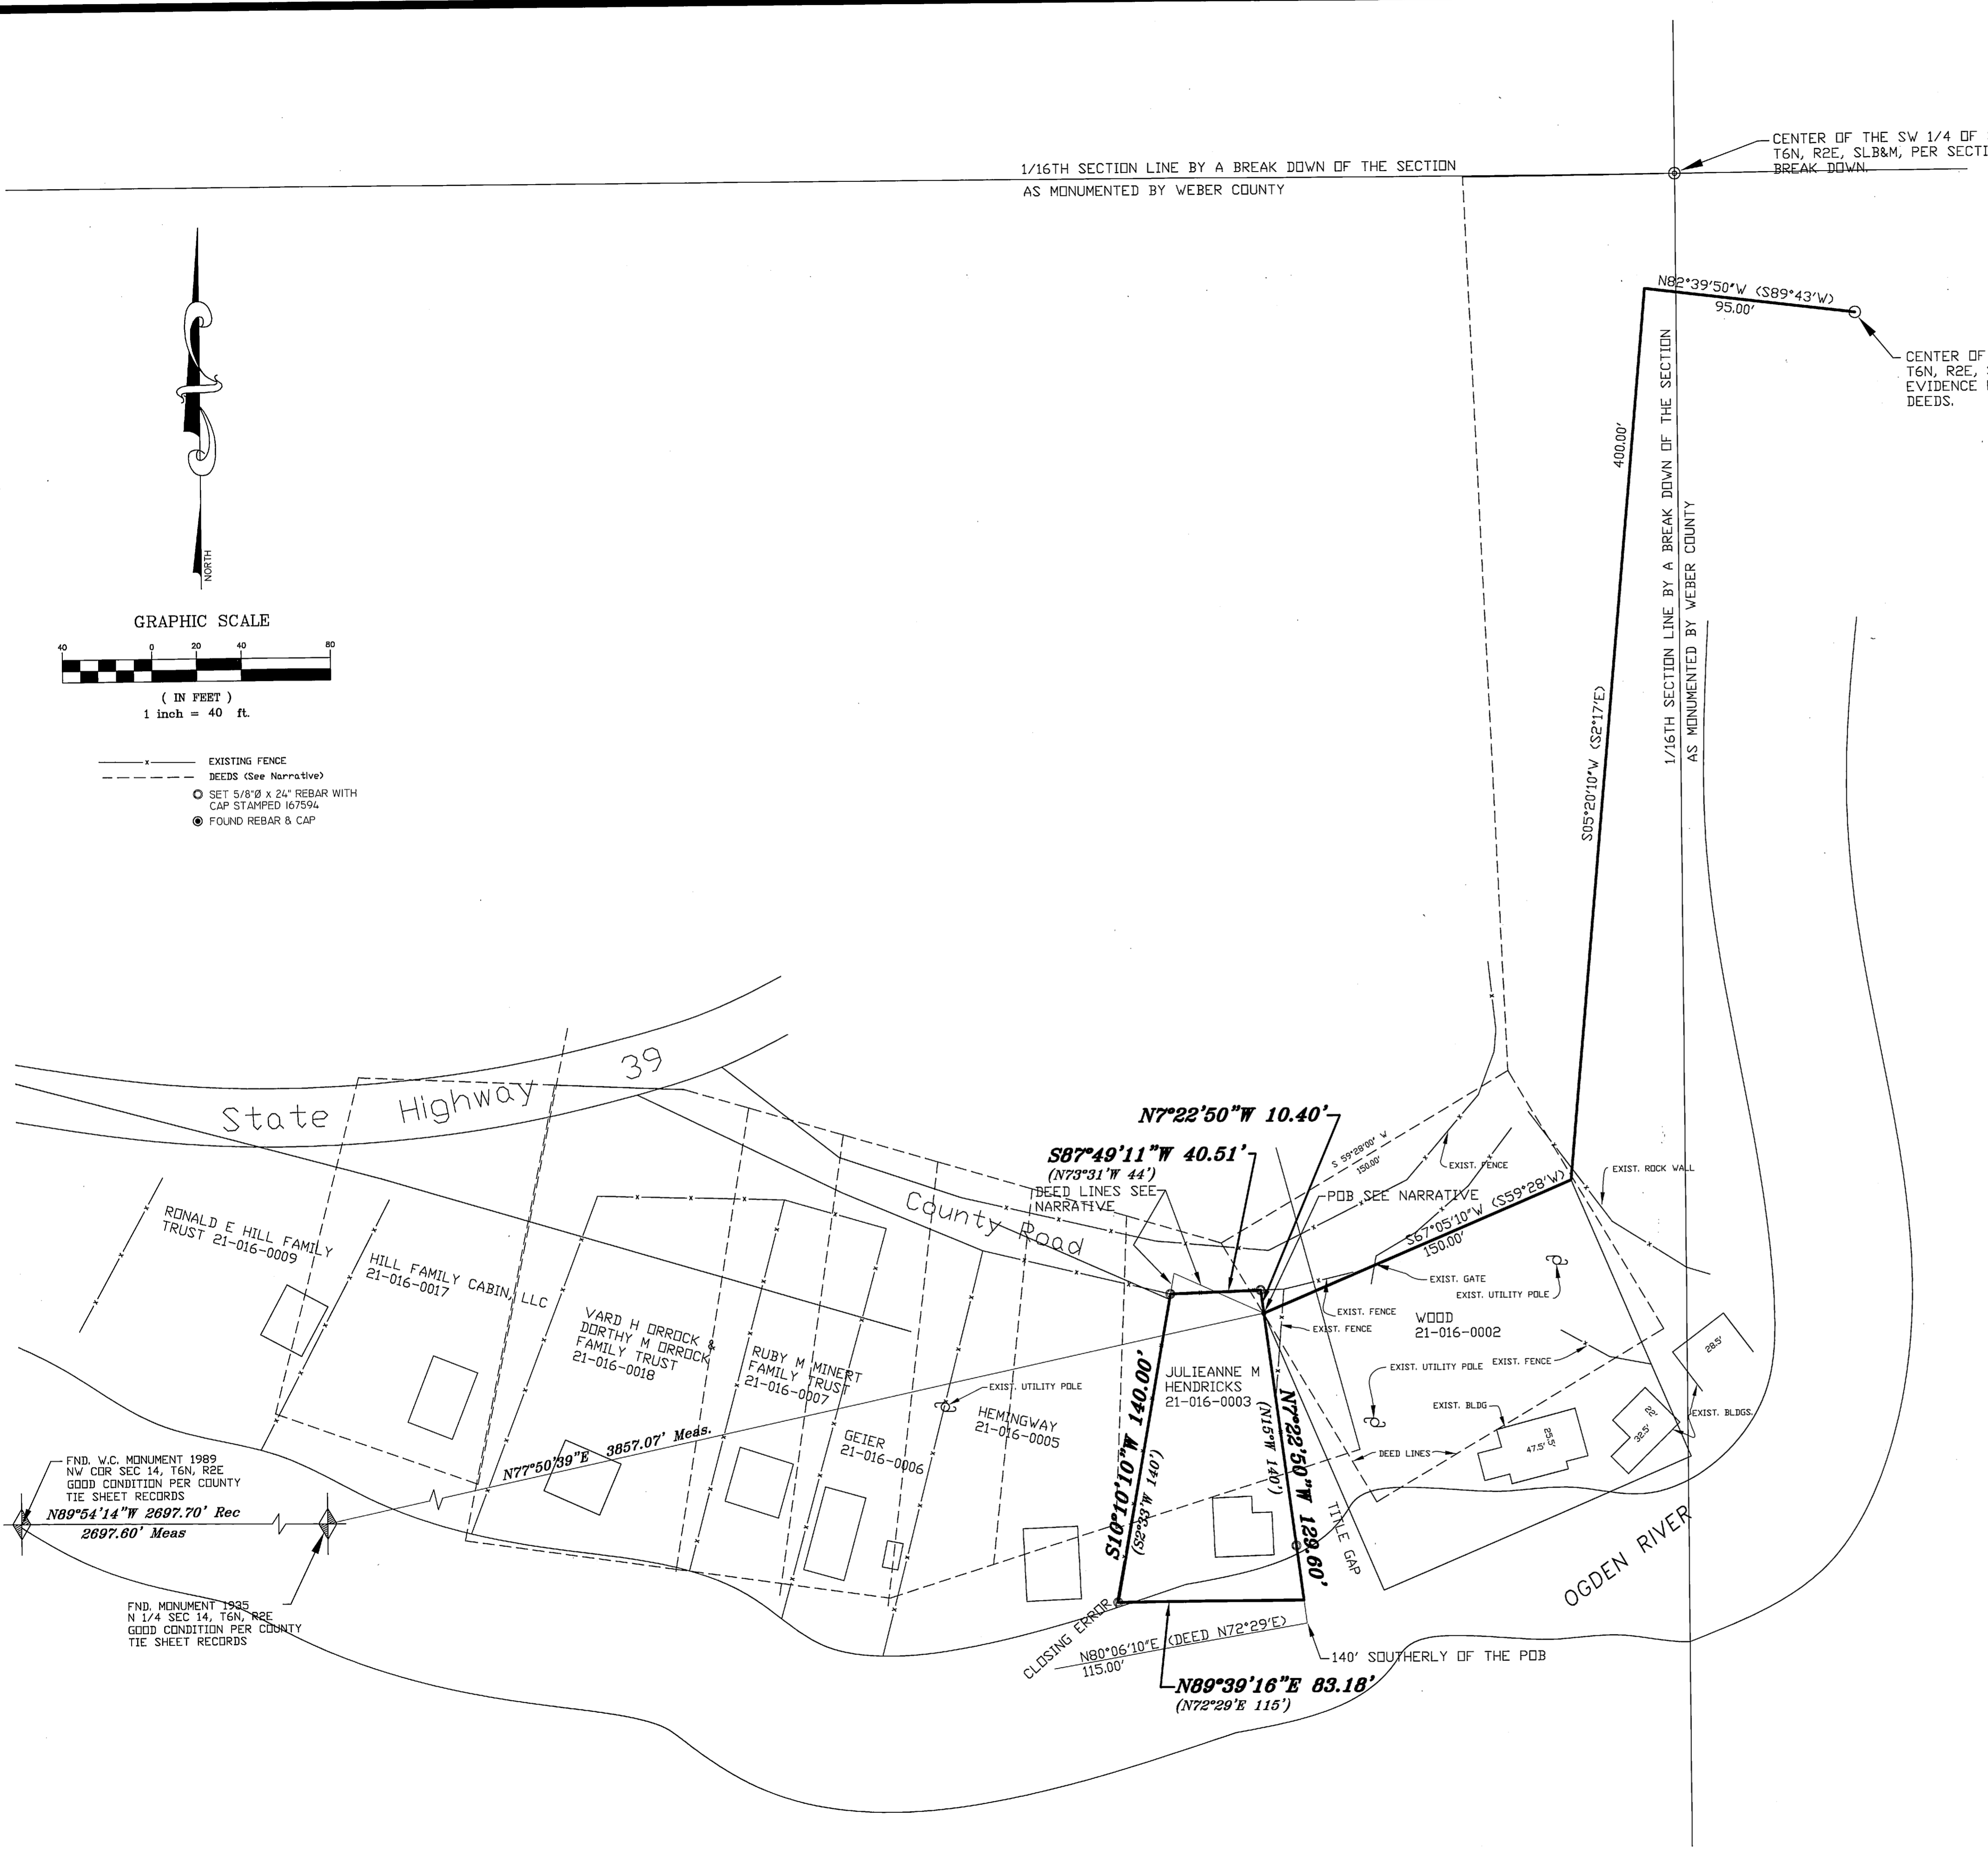 CENTER OF THE SW 1/4 OF
T6N, R2E, SLB&M, PER SECTI
BREAK DOWN.
1/16TH SECTION LINE BY A BREAK DOWN OF THE SECTION
AS MONUMENTED BY WEBER COUNTY
N82°39'50"W (S89°43'W)
95.00'
CENTER OF
T6N, R2E,
EVIDENCE
DEEDS.
400.00'
S05°20'10"W (S2°17'E)
1/16TH SECTION LINE BY A BREAK DOWN OF THE SECTION
AS MONUMENTED BY WEBER COUNTY
NORTH
GRAPHIC SCALE
40 0 20 40 80
( IN FEET )
1 inch = 40 ft.
x EXISTING FENCE
DEEDS (See Narrative)
SET 5/8"Ø x 24" REBAR WITH
CAP STAMPED 167594
FOUND REBAR & CAP
State Highway 39
County Road
N7°22'50"W 10.40'
S87°49'11"W 40.51'
(N73°31'W 44')
DEED LINES SEE
NARRATIVE
S 59°28'00" W
150.00'
EXIST. FENCE
EXIST. ROCK WALL
POB SEE NARRATIVE
S67°05'10"W (S59°28'W)
150.00'
EXIST. GATE
EXIST. UTILITY POLE
EXIST. FENCE
EXIST. FENCE
WOOD
21-016-0002
EXIST. UTILITY POLE
EXIST. FENCE
28.5'
EXIST. BLDG
EXIST. BLDGS.
22'
32.5'
25.5'
47.5'
DEED LINES
RONALD E HILL FAMILY
TRUST 21-016-0009
HILL FAMILY CABIN, LLC
21-016-0017
VARD H ORROCK &
DORTHY M ORROCK
FAMILY TRUST
21-016-0018
RUBY M MINERT
FAMILY TRUST
21-016-0007
GEIER
21-016-0006
EXIST. UTILITY POLE
HEMINGWAY
21-016-0005
JULIEANNE M
HENDRICKS
21-016-0003
S10°10'10"W 140.00'
(S2°33'W 140')
N7°22'50"W 129.60'
(N15°W 140')
TITLE GAP
OGDEN RIVER
N77°50'39"E 3857.07' Meas.
FND. W.C. MONUMENT 1989
NW COR SEC 14, T6N, R2E
GOOD CONDITION PER COUNTY
TIE SHEET RECORDS
N89°54'14"W 2697.70' Rec
2697.60' Meas
FND. MONUMENT 1935
N 1/4 SEC 14, T6N, R2E
GOOD CONDITION PER COUNTY
TIE SHEET RECORDS
CLOSING ERROR
N80°06'10"E (DEED N72°29'E)
115.00'
140' SOUTHERLY OF THE POB
N89°39'16"E 83.18'
(N72°29'E 115')